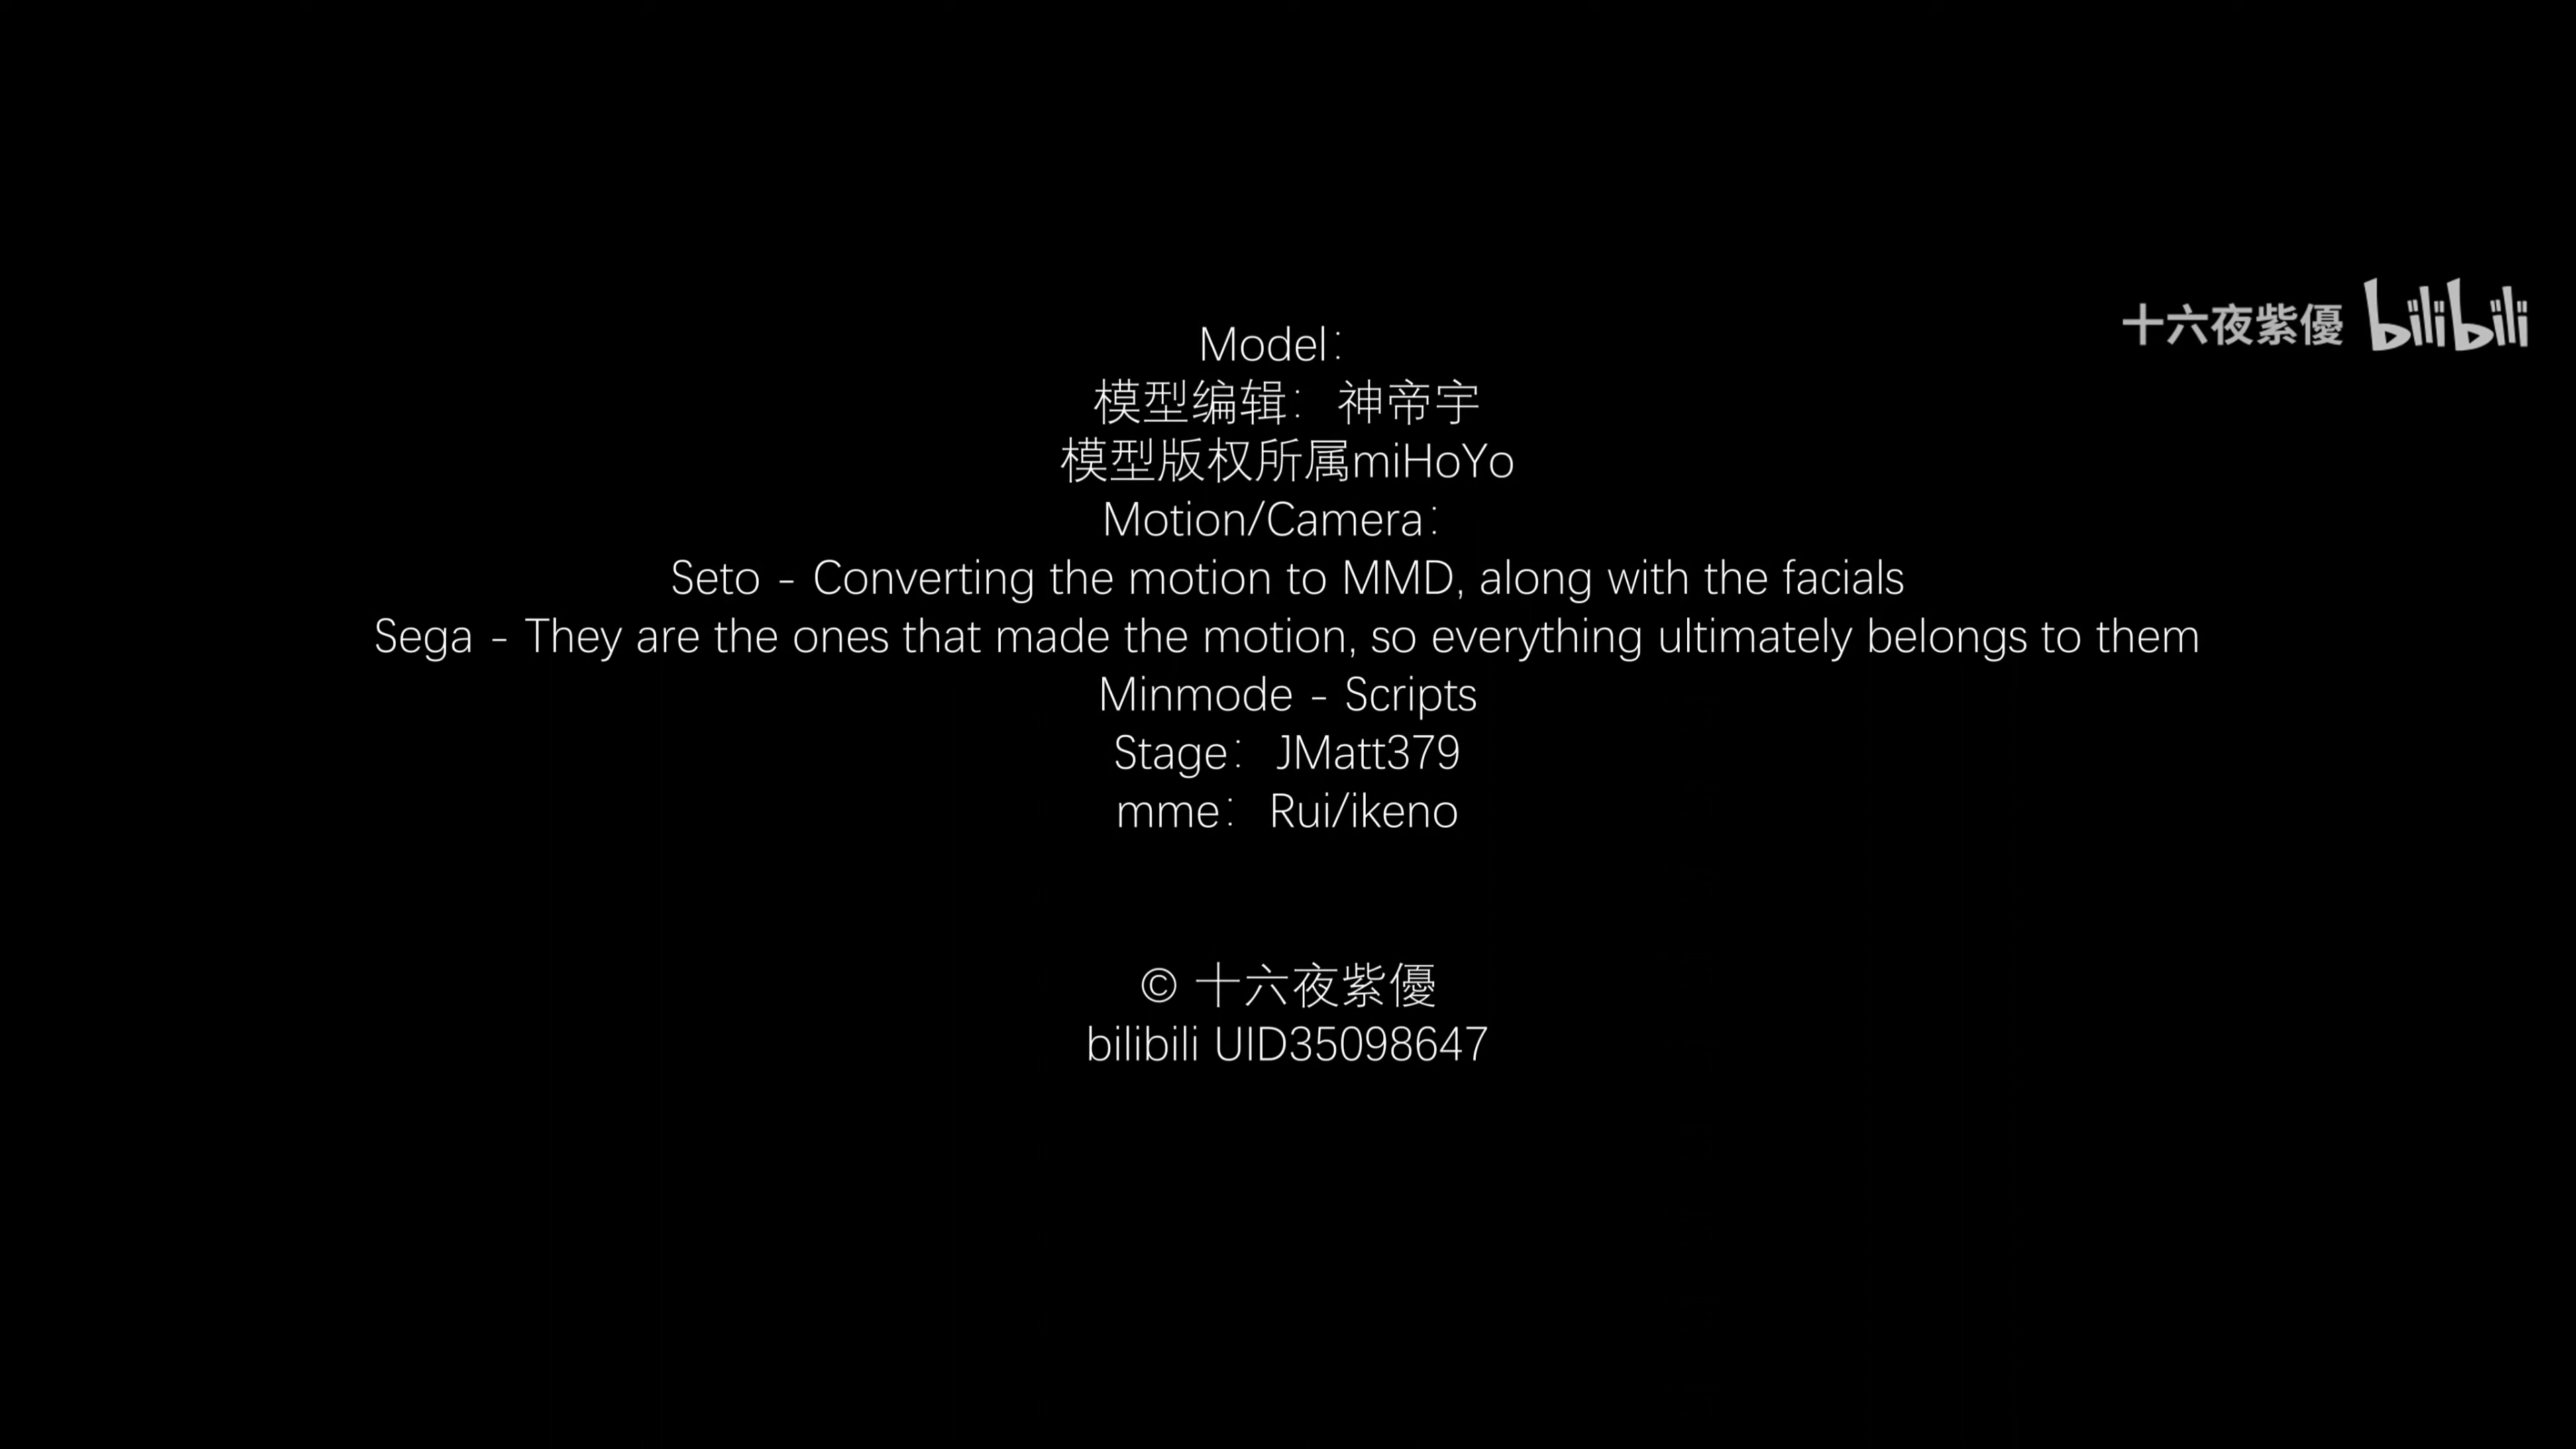 十六夜紫優 bilibili
Model：
模型编辑： 神帝宇
模型版权所属miHoYo
Motion/Camera：
Seto - Converting the motion to MMD, along with the facials
Sega - They are the ones that made the motion, so everything ultimately belongs to them
Minmode - Scripts
Stage： JMatt379
mme： Rui/ikeno
© 十六夜紫優
bilibili UID35098647